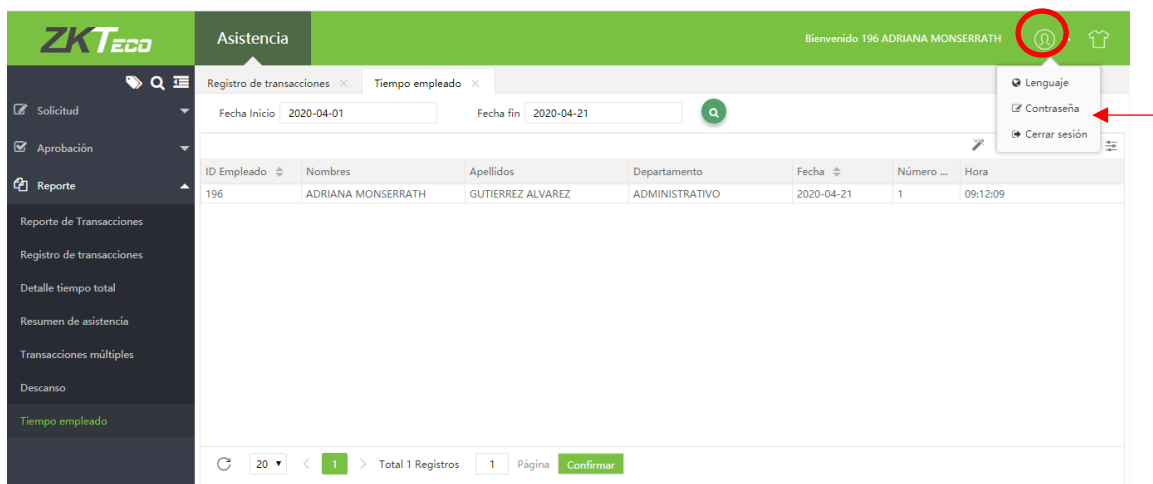 ZKTeco
Asistencia
Bienvenido 196 ADRIANA MONSERRATH
Registro de transacciones
Tiempo empleado
Lenguaje
Contraseña
Cerrar sesión
Solicitud
Aprobación
Reporte
Reporte de Transacciones
Registro de transacciones
Detalle tiempo total
Resumen de asistencia
Transacciones múltiples
Descanso
Tiempo empleado
Fecha Inicio 2020-04-01 Fecha fin 2020-04-21
ID Empleado Nombres Apellidos Departamento Fecha Número ... Hora
196 ADRIANA MONSERRATH GUTIERREZ ALVAREZ ADMINISTRATIVO 2020-04-21 1 09:12:09
20 < 1 > Total 1 Registros 1 Página Confirmar